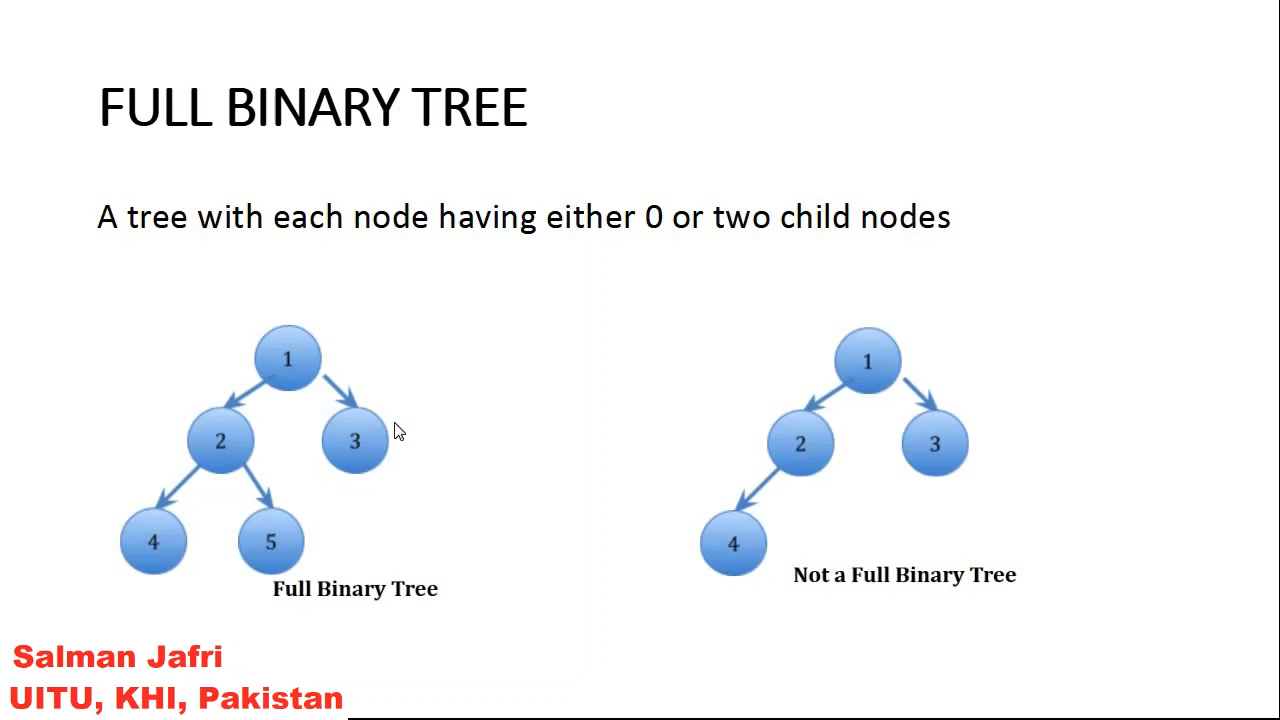 FULL BINARY TREE
A tree with each node having either 0 or two child nodes
1
2
3
4
5
Full Binary Tree
1
2
3
4
Not a Full Binary Tree
Salman Jafri
UITU, KHI, Pakistan